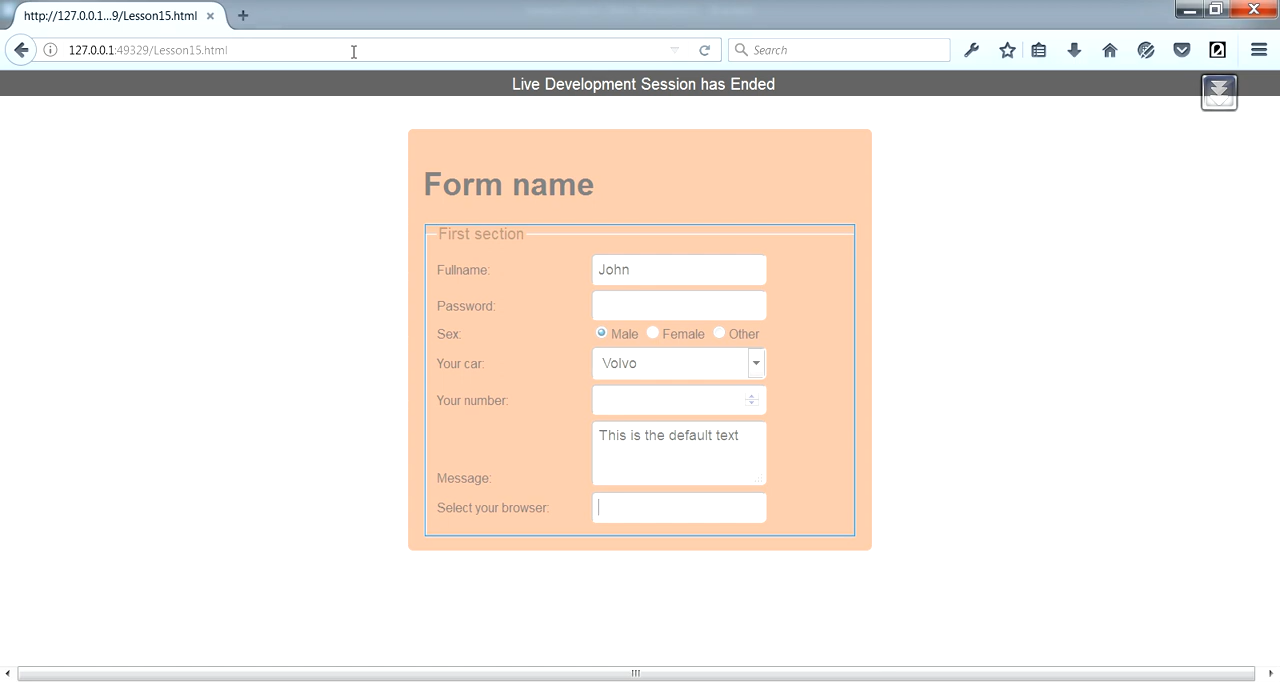 http://127.0.0.1...9/Lesson15.html
127.0.0.1:49329/Lesson15.html
Search
Live Development Session has Ended
Form name
First section
Fullname: John
Password:
Sex: Male Female Other
Your car: Volvo
Your number:
This is the default text
Message:
Select your browser: